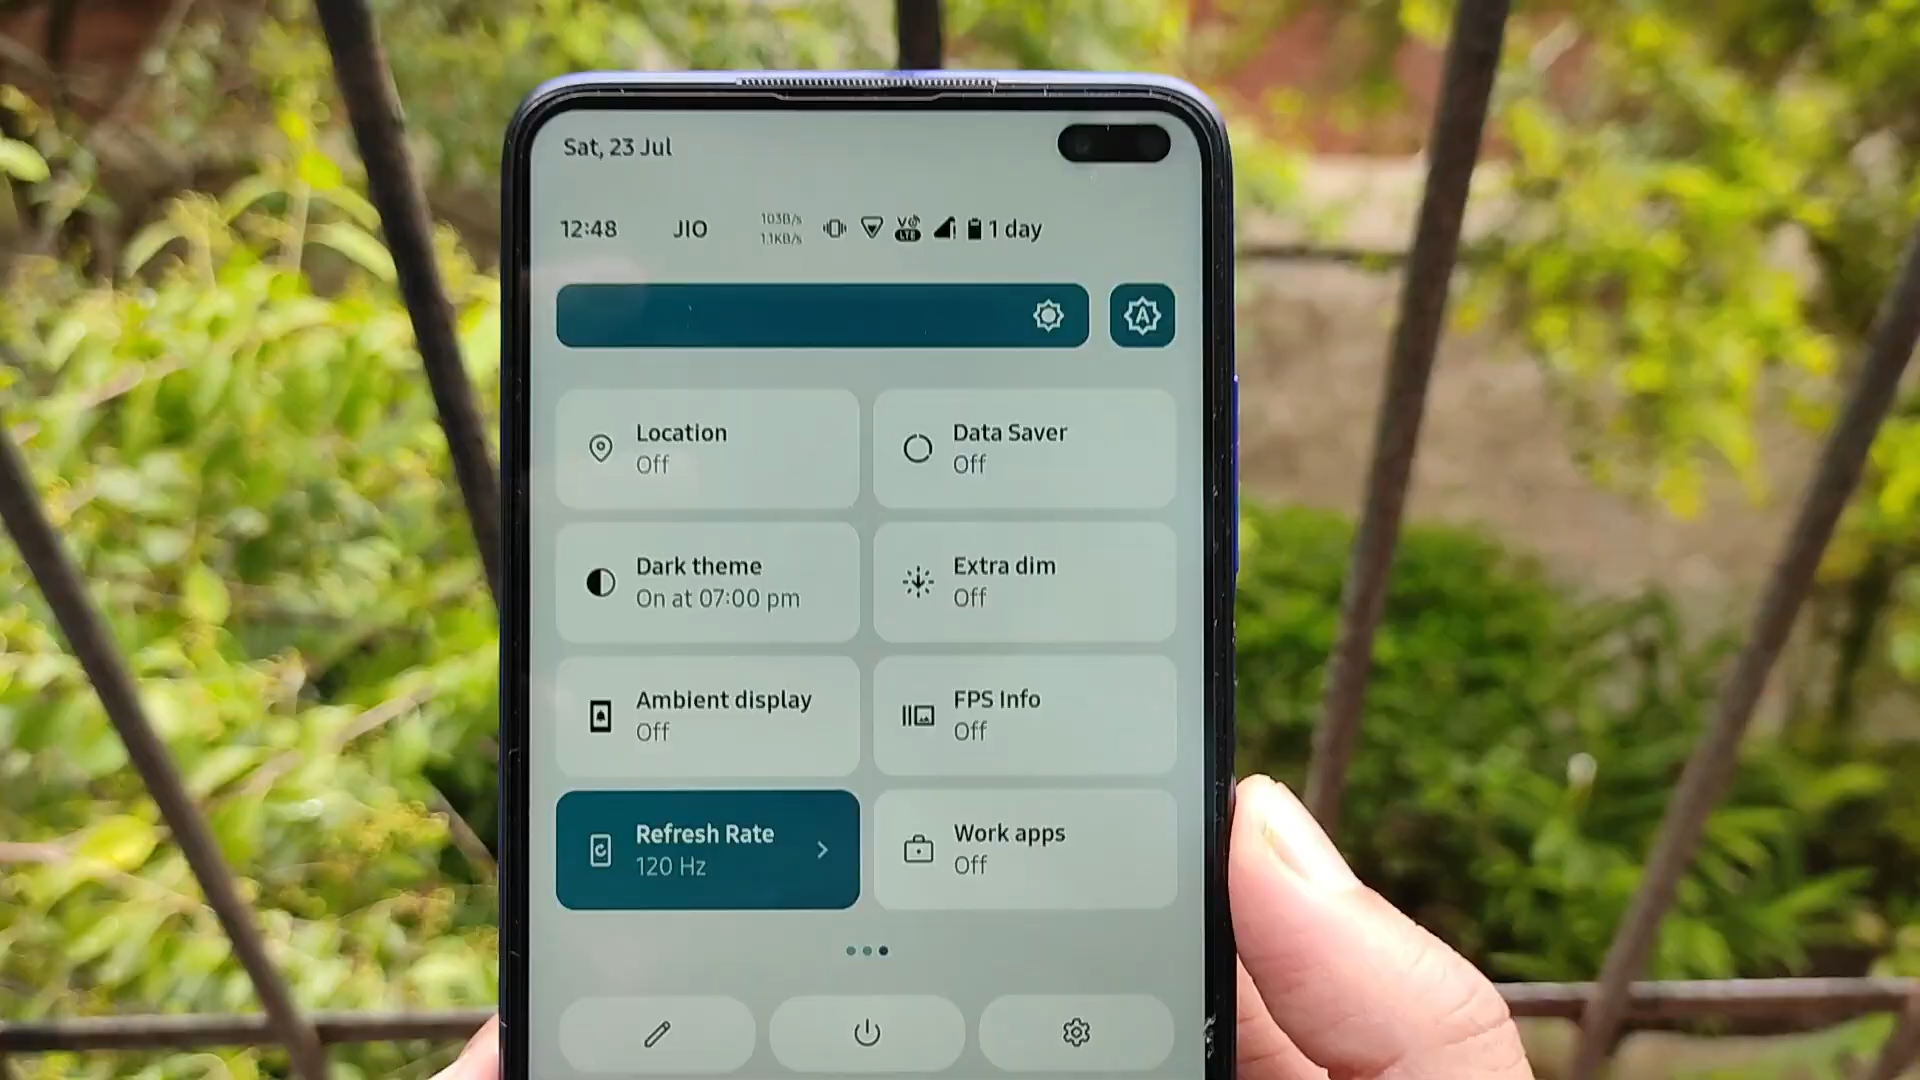 Sat, 23 Jul
12:48 JIO 103B/s 1.1KB/s Vo LTE 1 day
A
Location
Off
Data Saver
Off
Dark theme
On at 07:00 pm
Extra dim
Off
Ambient display
Off
FPS Info
Off
Refresh Rate
120 Hz
Work apps
Off